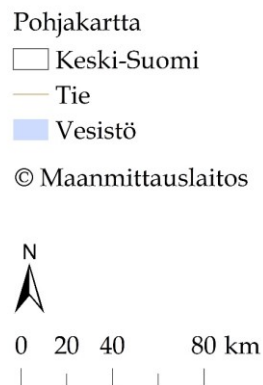 Pohjakartta
Keski-Suomi
Tie
Vesistö
© Maanmittauslaitos
N
0 20 40 80 km